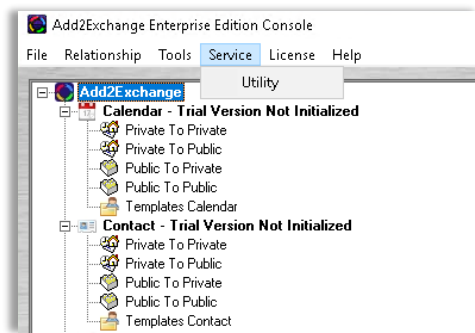 Add2Exchange Enterprise Edition Console
File Relationship Tools Service License Help
Utility
Add2Exchange
Calendar - Trial Version Not Initialized
Private To Private
Private To Public
Public To Private
Public To Public
Templates Calendar
Contact - Trial Version Not Initialized
Private To Private
Private To Public
Public To Private
Public To Public
Templates Contact